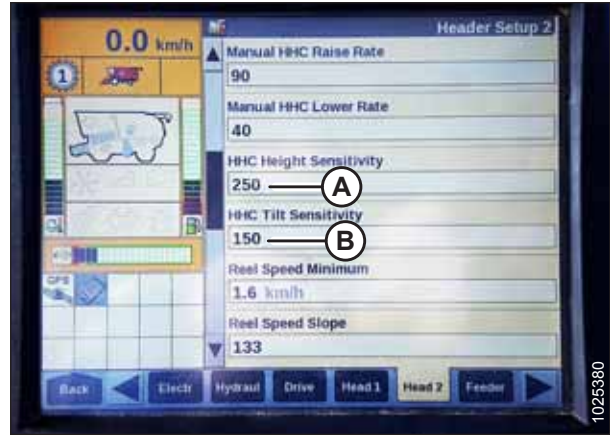 0.0 km/h
Header Setup 2
1
Manual HHC Raise Rate
90
Manual HHC Lower Rate
40
HHC Height Sensitivity
250
A
HHC Tilt Sensitivity
150
B
Reel Speed Minimum
1.6 km/h
Reel Speed Slope
133
GPS
Back
Electr
Hydraul
Drive
Head 1
Head 2
Feeder
1025380